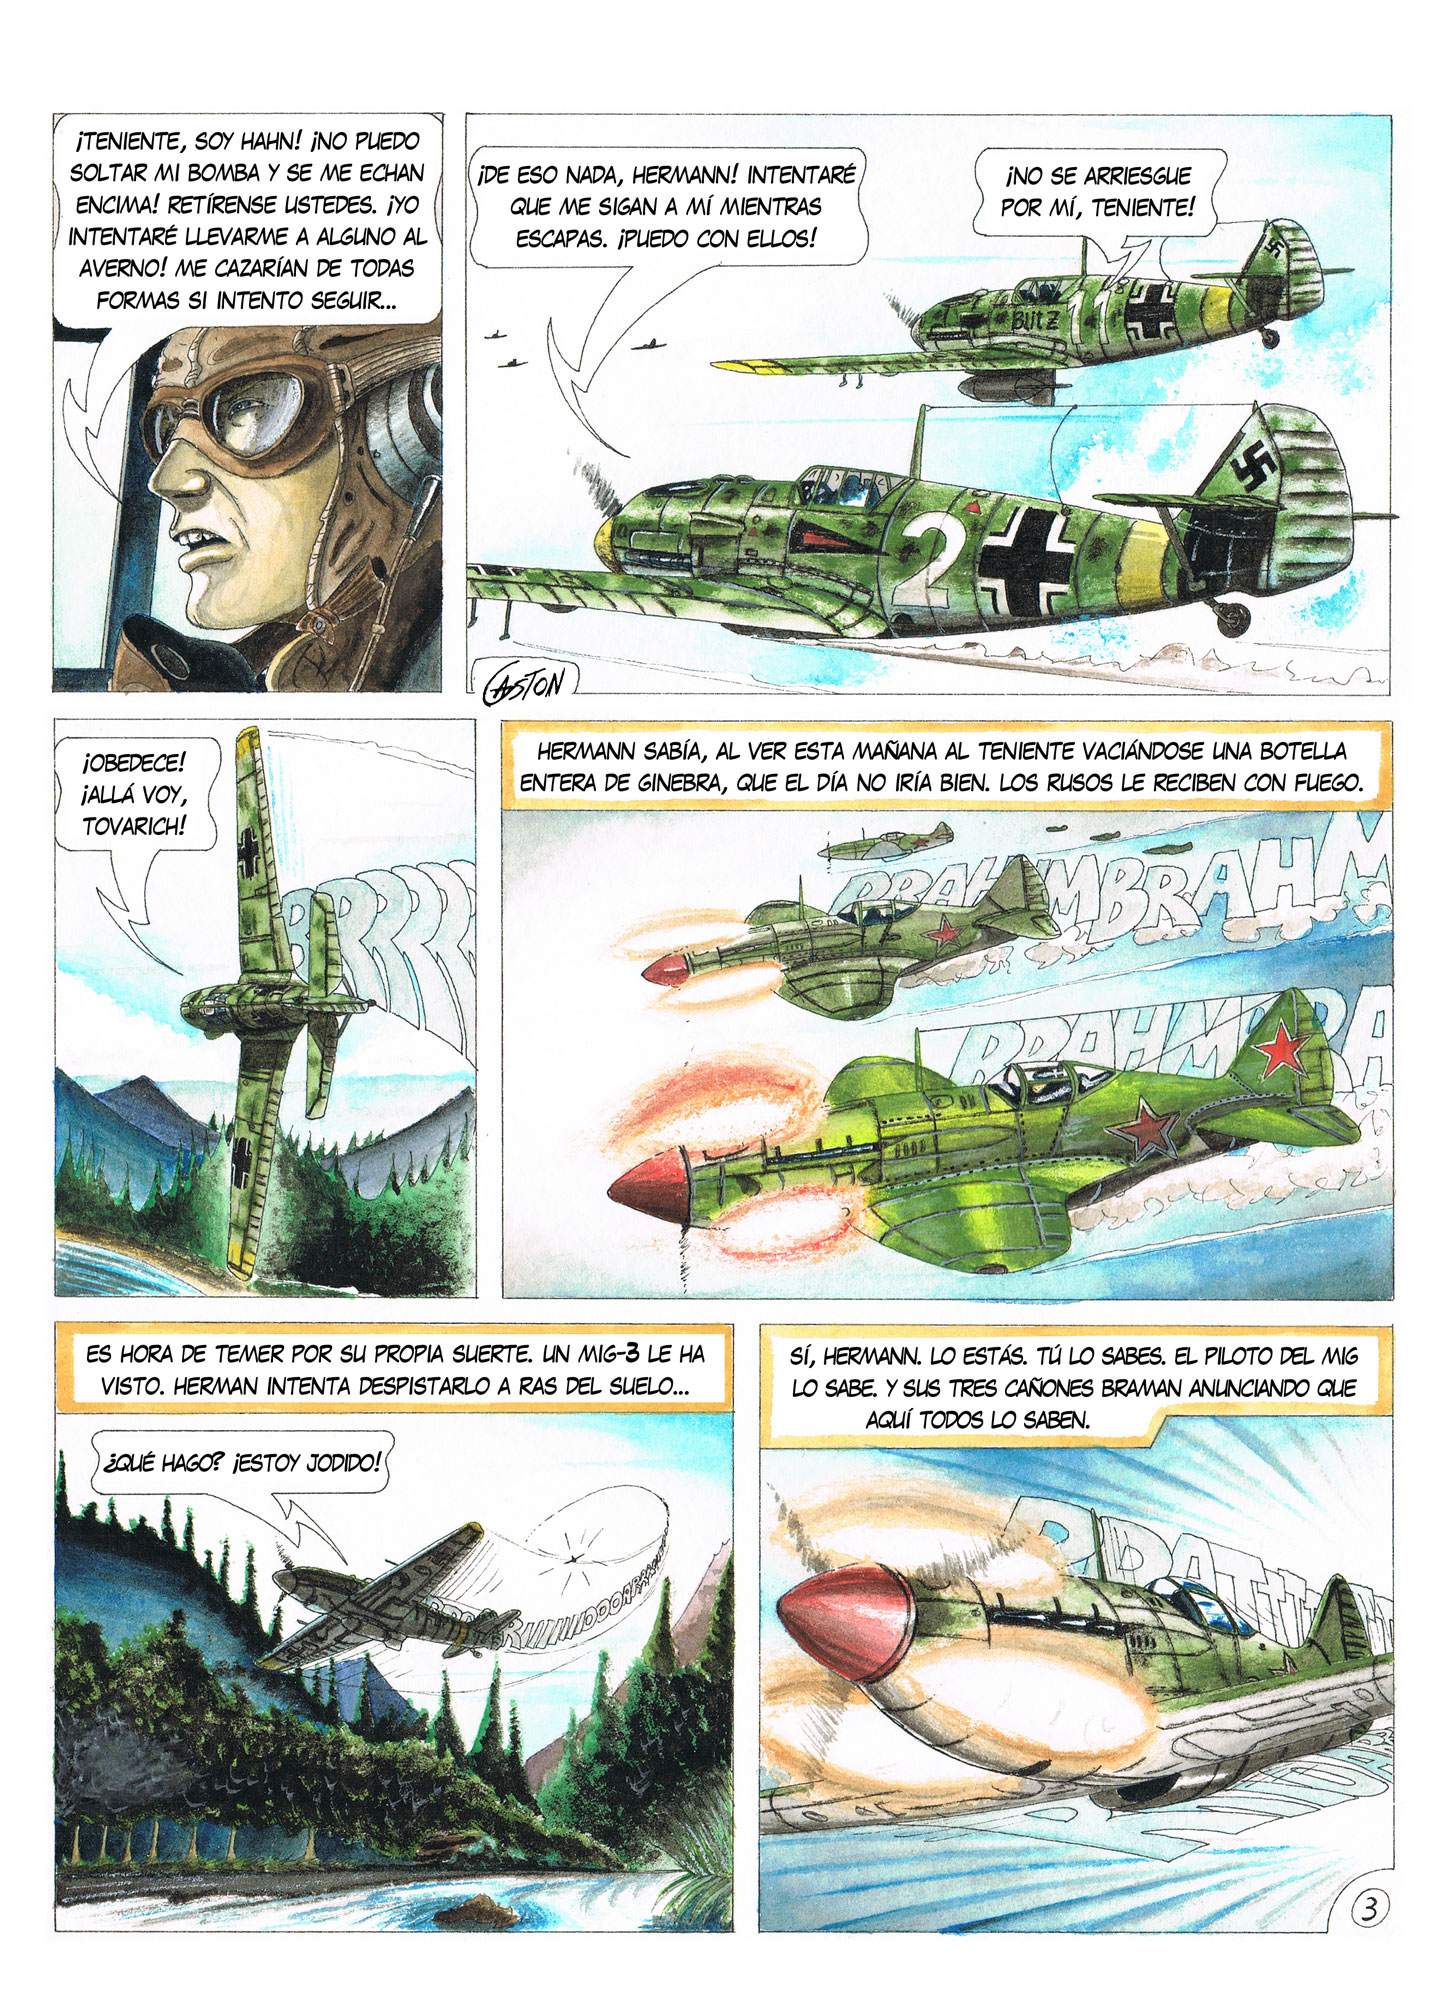 ¡TENIENTE, SOY HAHN! ¡NO PUEDO
SOLTAR MI BOMBA Y SE ME ECHAN
ENCIMA! RETÍRENSE USTEDES. ¡YO
INTENTARÉ LLEVARME A ALGUNO AL
AVERNO! ME CAZARÍAN DE TODAS
FORMAS SI INTENTO SEGUIR...
¡DE ESO NADA, HERMANN! INTENTARÉ
QUE ME SIGAN A MÍ MIENTRAS
ESCAPAS. ¡PUEDO CON ELLOS!
¡NO SE ARRIESGUE
POR MÍ, TENIENTE!
Blitz
2
GASTON
¡OBEDECE!
¡ALLÁ VOY,
TOVARICH!
HERMANN SABÍA, AL VER ESTA MAÑANA AL TENIENTE VACIÁNDOSE UNA BOTELLA
ENTERA DE GINEBRA, QUE EL DÍA NO IRÍA BIEN. LOS RUSOS LE RECIBEN CON FUEGO.
ES HORA DE TEMER POR SU PROPIA SUERTE. UN MIG-3 LE HA
VISTO. HERMAN INTENTA DESPISTARLO A RAS DEL SUELO...
¿QUÉ HAGO? ¡ESTOY JODIDO!
SÍ, HERMANN. LO ESTÁS. TÚ LO SABES. EL PILOTO DEL MIG
LO SABE. Y SUS TRES CAÑONES BRAMAN ANUNCIANDO QUE
AQUÍ TODOS LO SABEN.
3